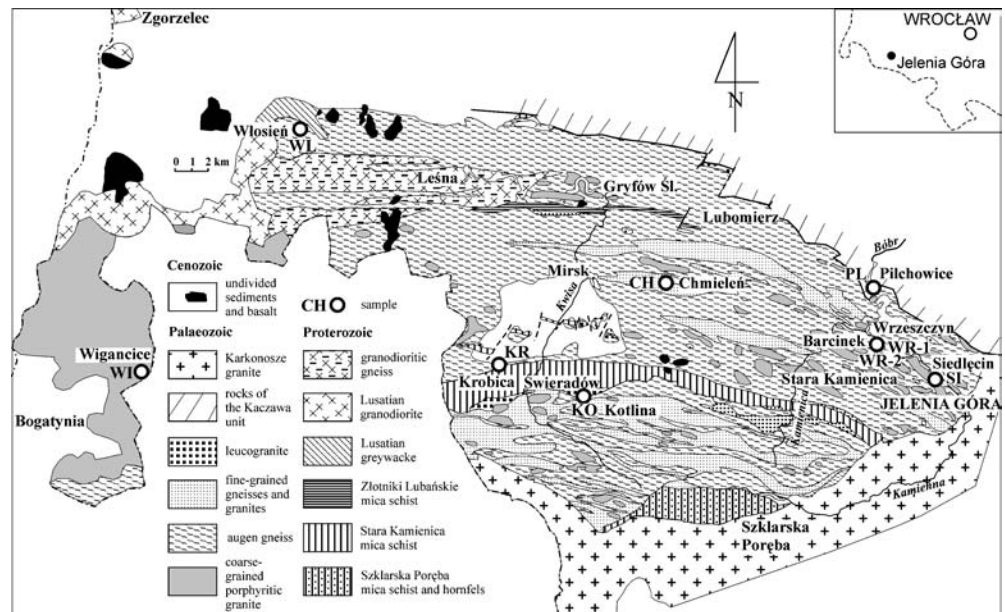 Zgorzelec
WROCŁAW
Jelenia Góra
N
Włosień
WL
0 1 2 km
Leśna
Gryfów Śl.
Lubomierz
Bóbr
Mirsk
Kwisa
CH Chmieleń
PL Pilchowice
Wrzeszczyn
Barcinek WR-1
WR-2
Siedlęcin
SI
Wigancice
WI
KR
Krobica
Świeradów
Stara Kamienica
KO Kotlina
Kamienica
JELENIA GÓRA
Bogatynia
Kamienna
Szklarska
Poręba
Cenozoic
undivided
sediments
and basalt
Palaeozoic
Karkonosze
granite
rocks of
the Kaczawa
unit
leucogranite
fine-grained
gneisses and
granites
augen gneiss
coarse-
grained
porphyritic
granite
CH sample
Proterozoic
granodioritic
gneiss
Lusatian
granodiorite
Lusatian
greywacke
Złotniki Lubańskie
mica schist
Stara Kamienica
mica schist
Szklarska Poręba
mica schist and hornfels